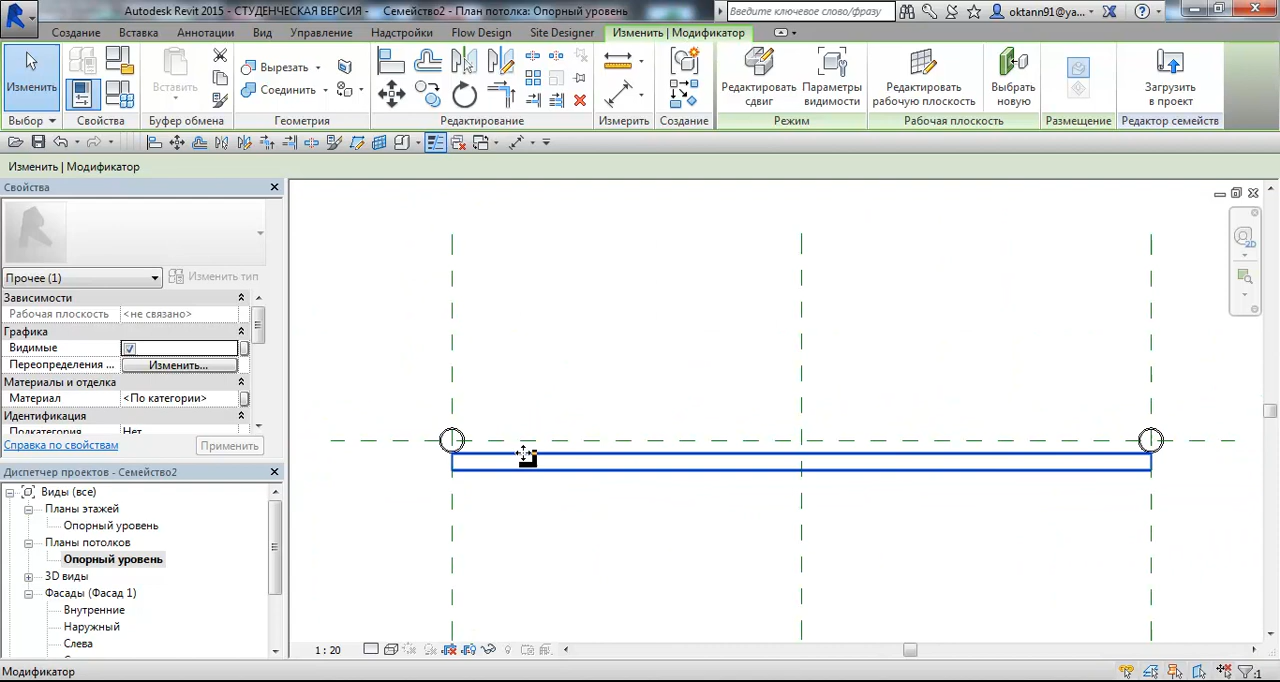 Autodesk Revit 2015 - СТУДЕНЧЕСКАЯ ВЕРСИЯ - Семейство2 - План потолка: Опорный уровень
Введите ключевое слово/фразу
oktann91@ya...
Создание Вставка Аннотации Вид Управление Надстройки Flow Design Site Designer Изменить | Модификатор
Изменить
Вставить
Вырезать
Соединить
Редактировать сдвиг
Параметры видимости
Редактировать рабочую плоскость
Выбрать новую
Загрузить в проект
Выбор Свойства Буфер обмена Геометрия Редактирование Измерить Создание Режим Рабочая плоскость Размещение Редактор семейств
Изменить | Модификатор
Свойства
Прочее (1) Изменить тип
Зависимости
Рабочая плоскость <не связано>
Графика
Видимые
Переопределения ... Изменить...
Материалы и отделка
Материал <По категории>
Идентификация
Подкатегория Нет
Справка по свойствам Применить
Диспетчер проектов - Семейство2
Виды (все)
Планы этажей
Опорный уровень
Планы потолков
Опорный уровень
3D виды
Фасады (Фасад 1)
Внутренние
Наружный
Слева
1 : 20
2D
Модификатор
:1